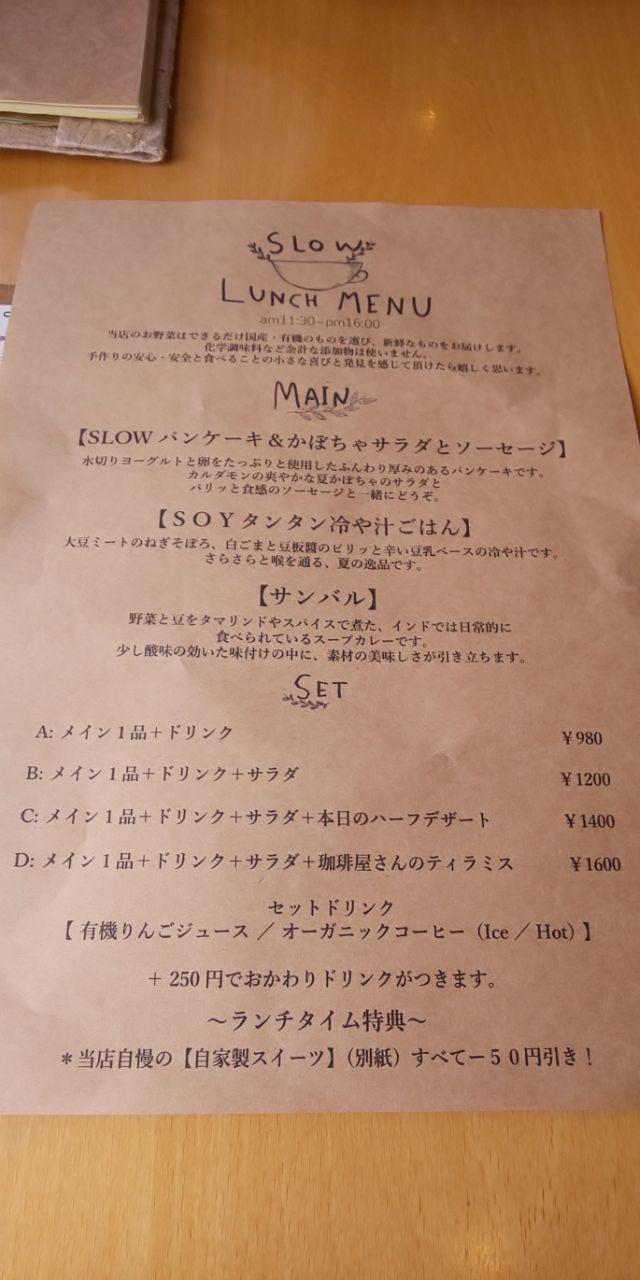 SLOW
LUNCH MENU
am11:30~pm16:00
当店のお野菜はできるだけ国産・有機のものを選び、新鮮なものをお届けします。
化学調味料など余計な添加物は使いません。
手作りの安心・安全と食べることの小さな喜びと発見を感じて頂けたら嬉しく思います。
MAIN
【SLOWパンケーキ＆かぼちゃサラダとソーセージ】
水切りヨーグルトと卵をたっぷりと使用したふんわり厚みのあるパンケーキです。
カルダモンの爽やかな夏かぼちゃのサラダと
パリッと食感のソーセージと一緒にどうぞ。
【ＳＯＹタンタン冷や汁ごはん】
大豆ミートのねぎそぼろ、白ごまと豆板醬のピリッと辛い豆乳ベースの冷や汁です。
さらさらと喉を通る、夏の逸品です。
【サンバル】
野菜と豆をタマリンドやスパイスで煮た、インドでは日常的に
食べられているスープカレーです。
少し酸味の効いた味付けの中に、素材の美味しさが引き立ちます。
SET
A: メイン１品＋ドリンク ￥980
B: メイン１品＋ドリンク＋サラダ ￥1200
C: メイン１品＋ドリンク＋サラダ＋本日のハーフデザート ￥1400
D: メイン１品＋ドリンク＋サラダ＋珈琲屋さんのティラミス ￥1600
セットドリンク
【 有機りんごジュース ／ オーガニックコーヒー（Ice ／ Hot）】
＋ 250 円でおかわりドリンクがつきます。
～ランチタイム特典～
＊当店自慢の【自家製スイーツ】（別紙）すべてー５０円引き！